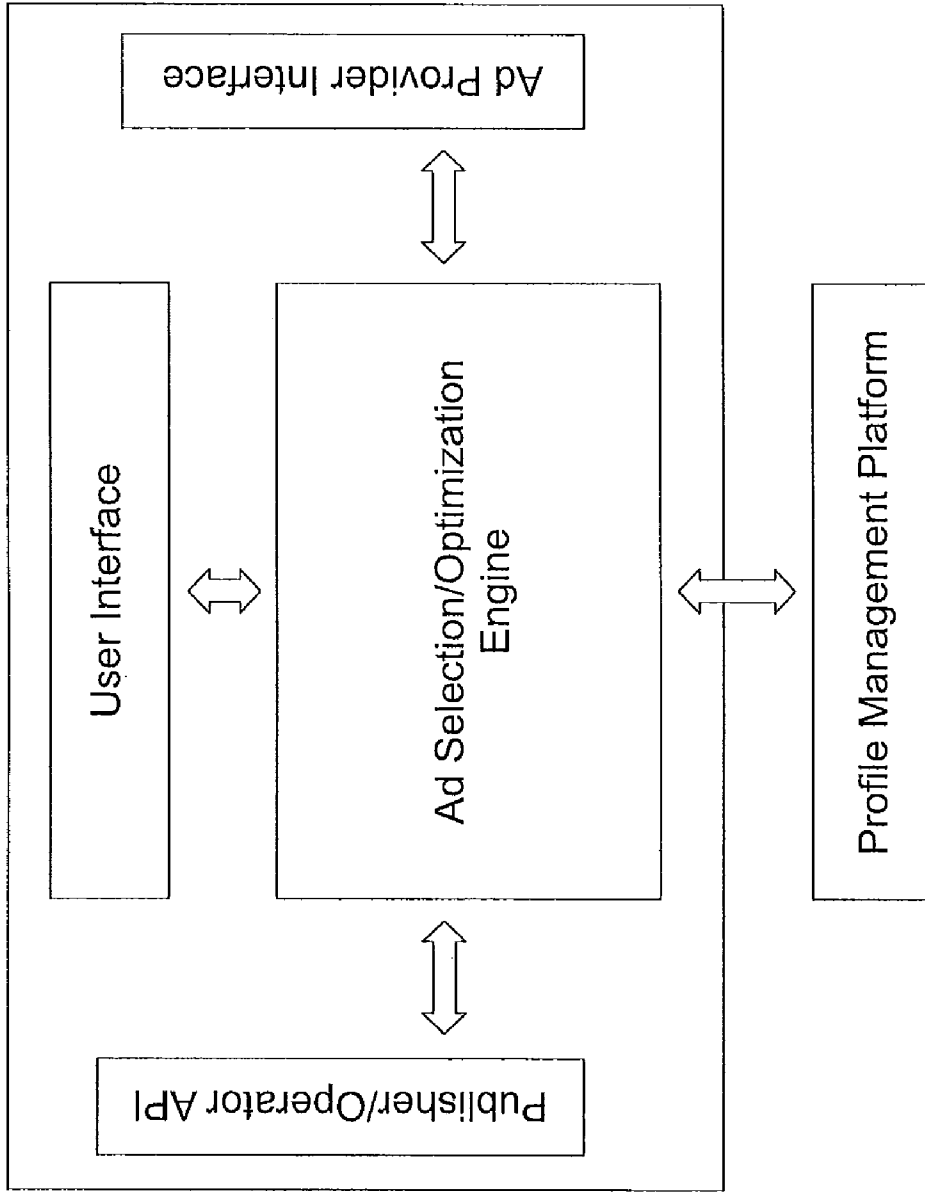 User Interface
Publisher/Operator API
Ad Selection/Optimization
Engine
Ad Provider Interface
Profile Management Platform